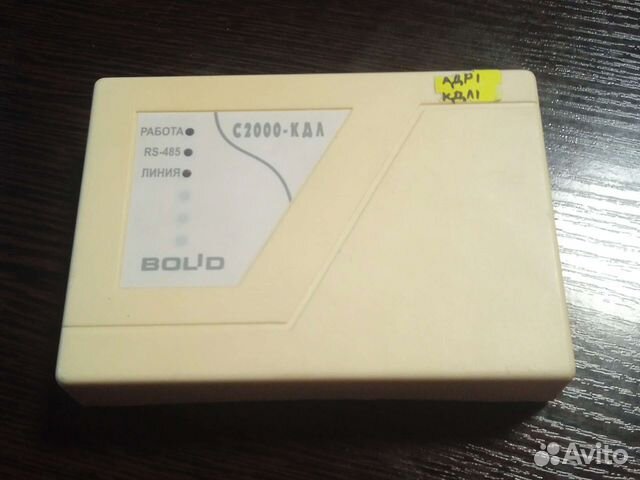 АДР1
КДЛ1
С2000-КДЛ
РАБОТА
RS-485
ЛИНИЯ
BOLID
Avito